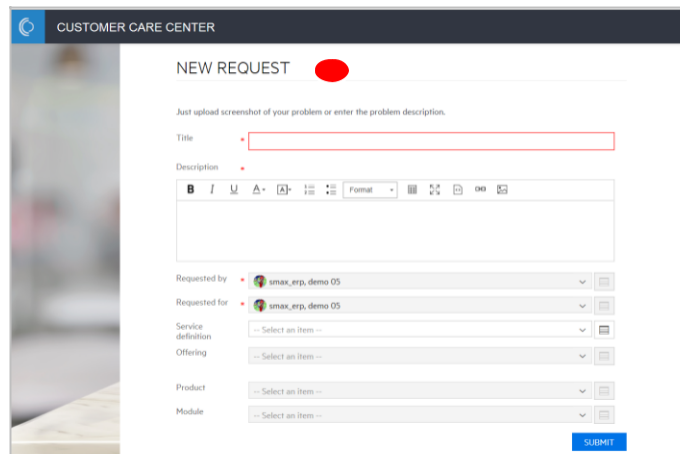 CUSTOMER CARE CENTER
NEW REQUEST
Just upload screenshot of your problem or enter the problem description.
Title *
Description *
B I U A A Format
Requested by * smax_erp, demo 05
Requested for * smax_erp, demo 05
Service definition -- Select an item --
Offering -- Select an item --
Product -- Select an item --
Module -- Select an item --
SUBMIT